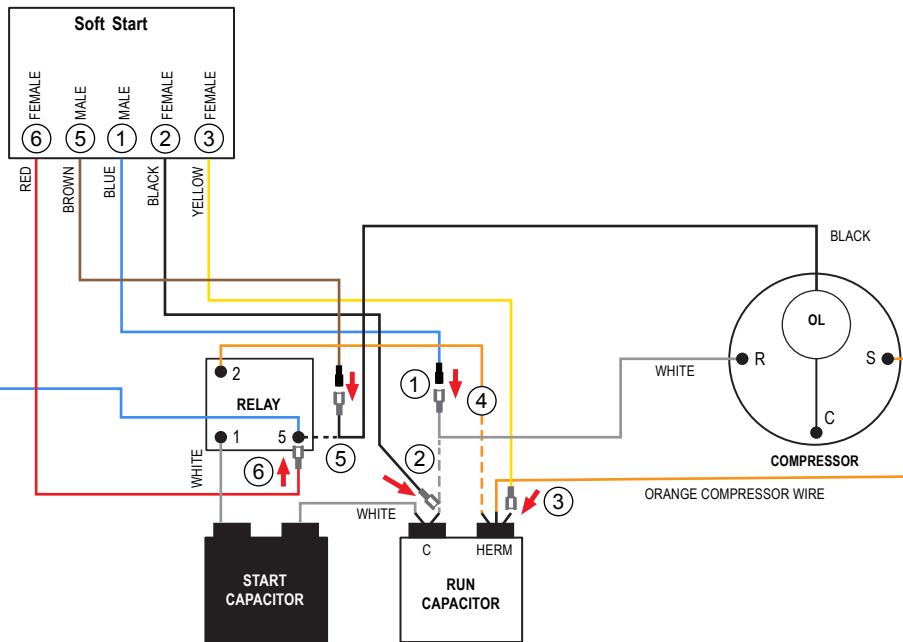 Soft Start
FEMALE
MALE
MALE
FEMALE
FEMALE
6
5
1
2
3
RED
BROWN
BLUE
BLACK
YELLOW
BLACK
OL
2
RELAY
1
5
1
4
WHITE
R
S
C
COMPRESSOR
WHITE
6
5
2
3
ORANGE COMPRESSOR WIRE
WHITE
C
HERM
START
CAPACITOR
RUN
CAPACITOR